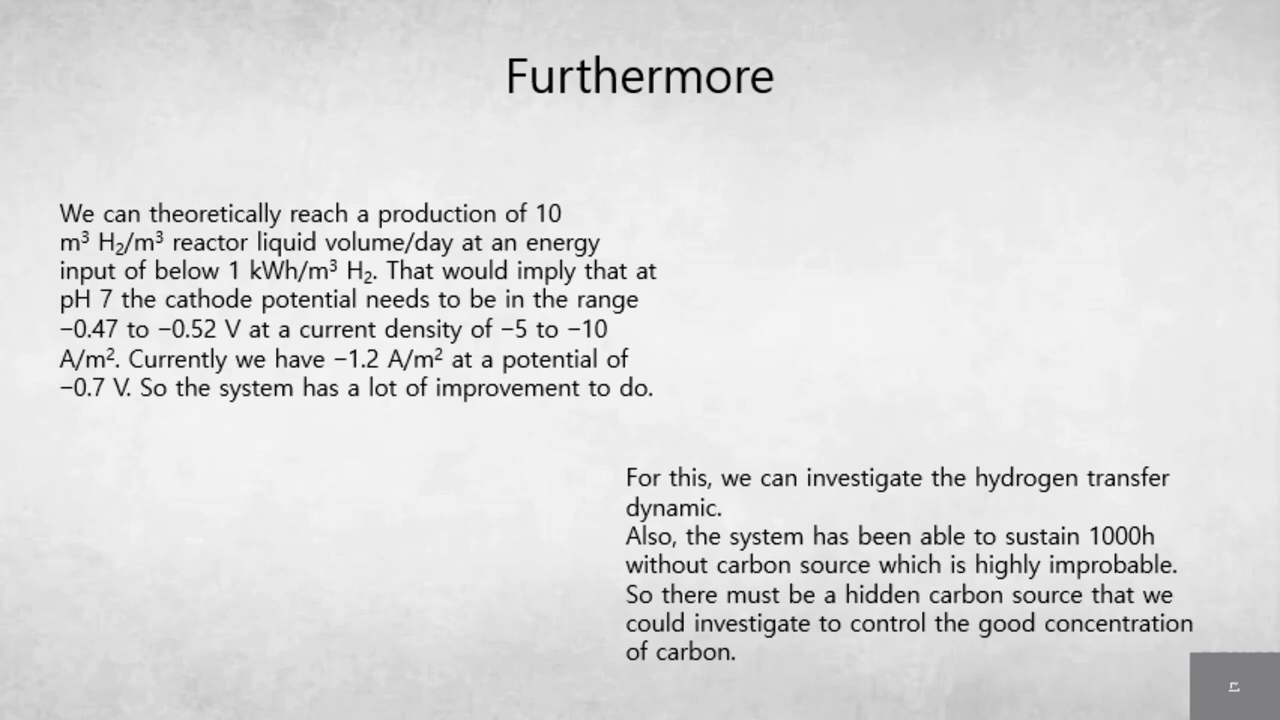 Furthermore
We can theoretically reach a production of 10
m³ H₂/m³ reactor liquid volume/day at an energy
input of below 1 kWh/m³ H₂. That would imply that at
pH 7 the cathode potential needs to be in the range
−0.47 to −0.52 V at a current density of −5 to −10
A/m². Currently we have −1.2 A/m² at a potential of
−0.7 V. So the system has a lot of improvement to do.
For this, we can investigate the hydrogen transfer
dynamic.
Also, the system has been able to sustain 1000h
without carbon source which is highly improbable.
So there must be a hidden carbon source that we
could investigate to control the good concentration
of carbon.